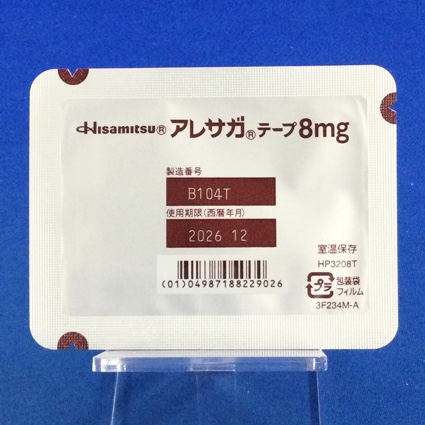 Hisamitsu® アレサガ®テープ8mg
製造番号
B104T
使用期限(西暦年月)
2026 12
室温保存
HP3208T
プラ 包装袋
フィルム
(01)04987188229026
3F234M-A